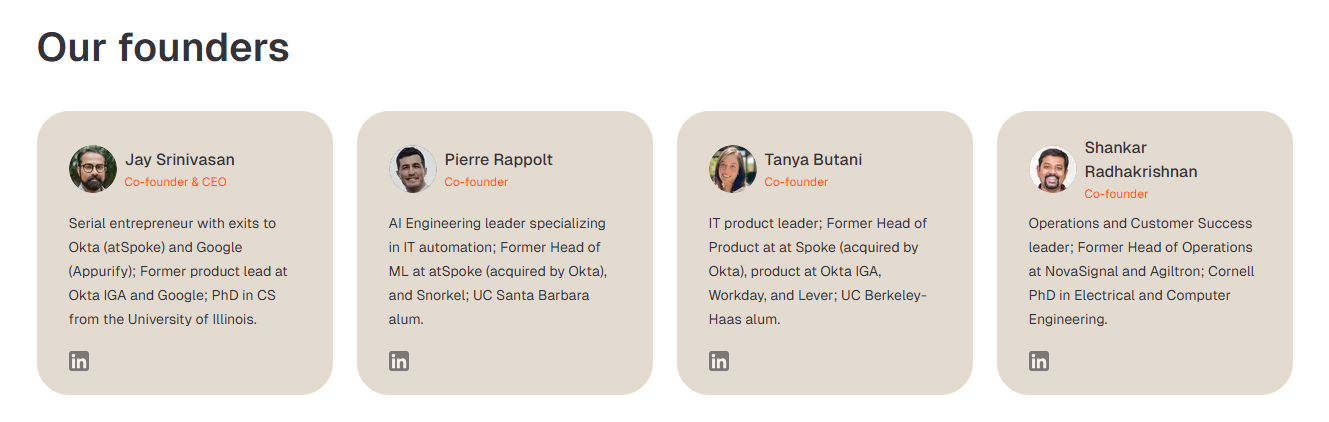 Our founders
Jay Srinivasan
Co-founder & CEO
Serial entrepreneur with exits to
Okta (atSpoke) and Google
(Appurify); Former product lead at
Okta IGA and Google; PhD in CS
from the University of Illinois.
in
Pierre Rappolt
Co-founder
AI Engineering leader specializing
in IT automation; Former Head of
ML at atSpoke (acquired by Okta),
and Snorkel; UC Santa Barbara
alum.
in
Tanya Butani
Co-founder
IT product leader; Former Head of
Product at at Spoke (acquired by
Okta), product at Okta IGA,
Workday, and Lever; UC Berkeley-
Haas alum.
in
Shankar
Radhakrishnan
Co-founder
Operations and Customer Success
leader; Former Head of Operations
at NovaSignal and Agiltron; Cornell
PhD in Electrical and Computer
Engineering.
in